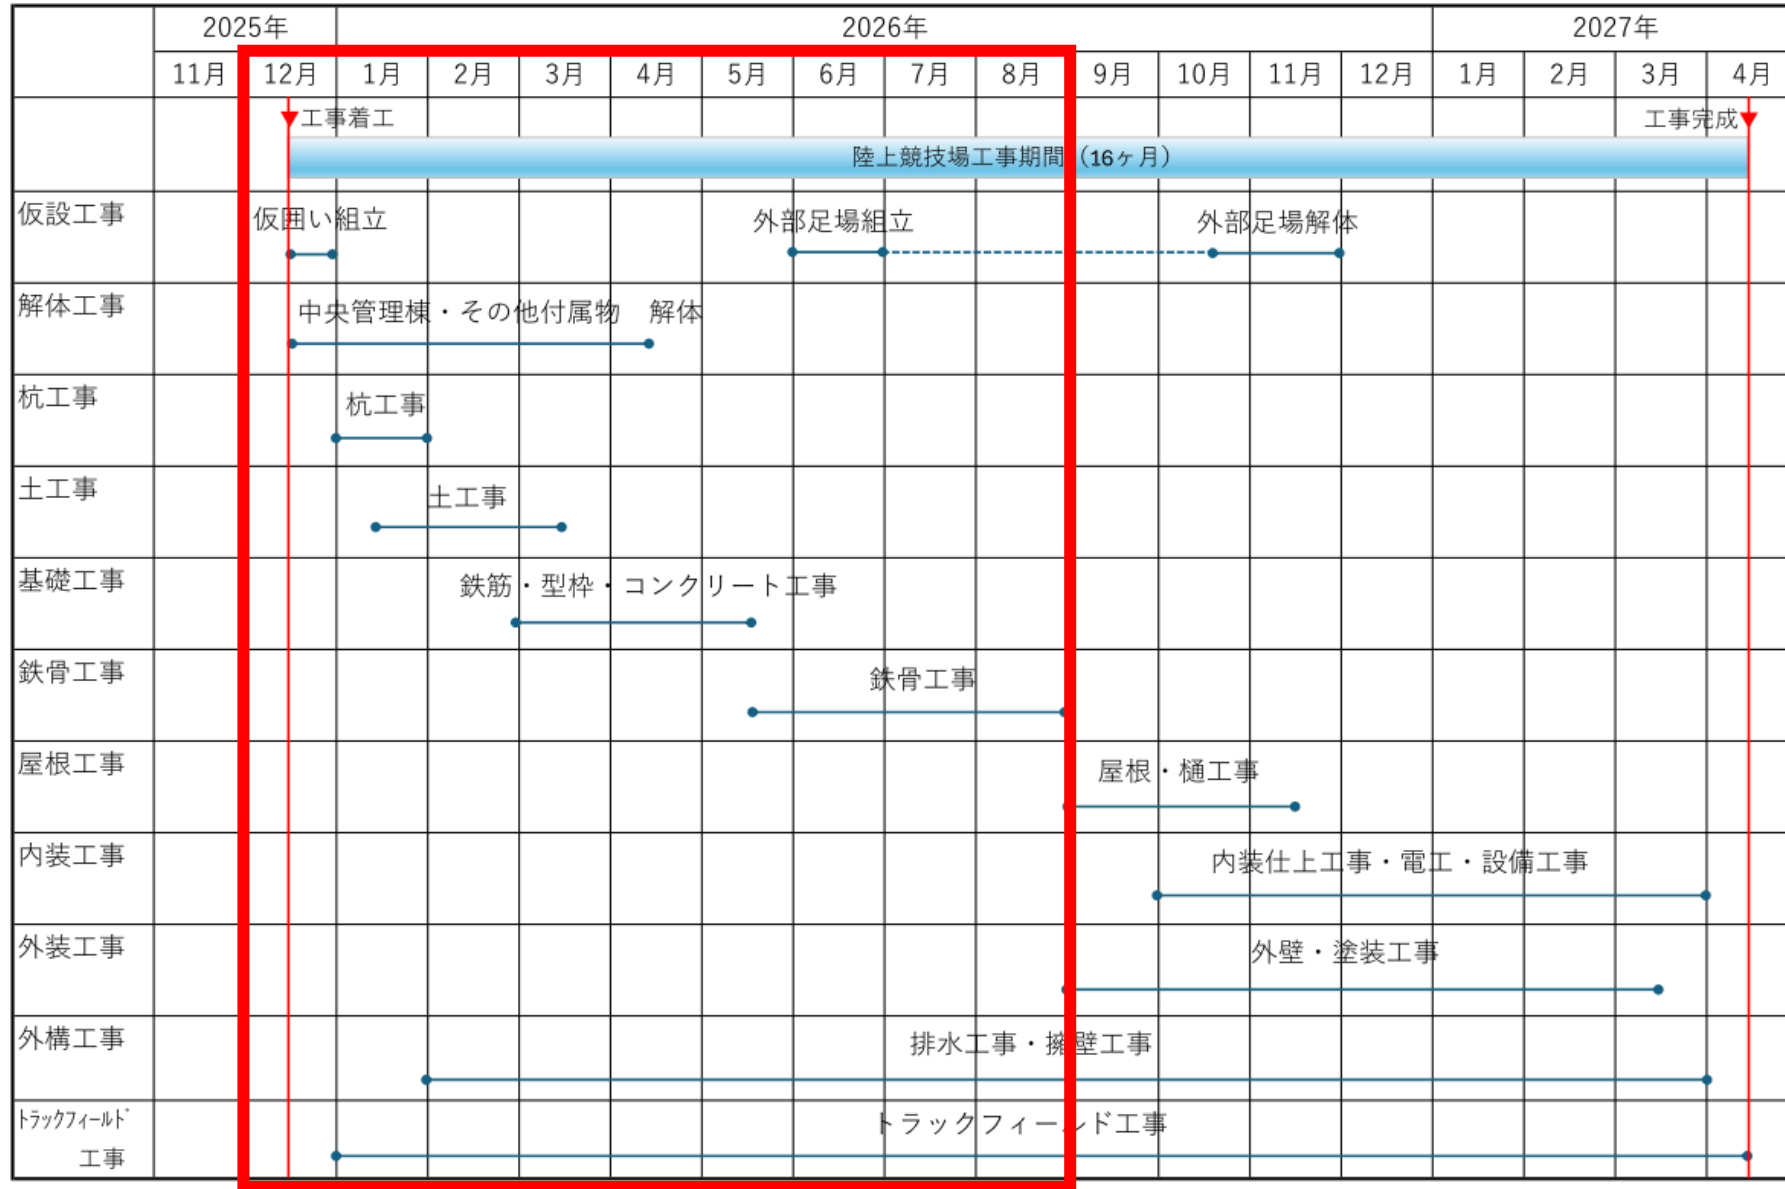 2025年 2026年 2027年
11月 12月 1月 2月 3月 4月 5月 6月 7月 8月 9月 10月 11月 12月 1月 2月 3月 4月
工事着工 工事完成
陸上競技場工事期間（16ヶ月）
仮設工事 仮囲い組立 外部足場組立 外部足場解体
解体工事 中央管理棟・その他付属物　解体
杭工事 杭工事
土工事 土工事
基礎工事 鉄筋・型枠・コンクリート工事
鉄骨工事 鉄骨工事
屋根工事 屋根・樋工事
内装工事 内装仕上工事・電工・設備工事
外装工事 外壁・塗装工事
外構工事 排水工事・擁壁工事
ﾄﾗｯｸﾌｨｰﾙﾄﾞ トラックフィールド工事
工事